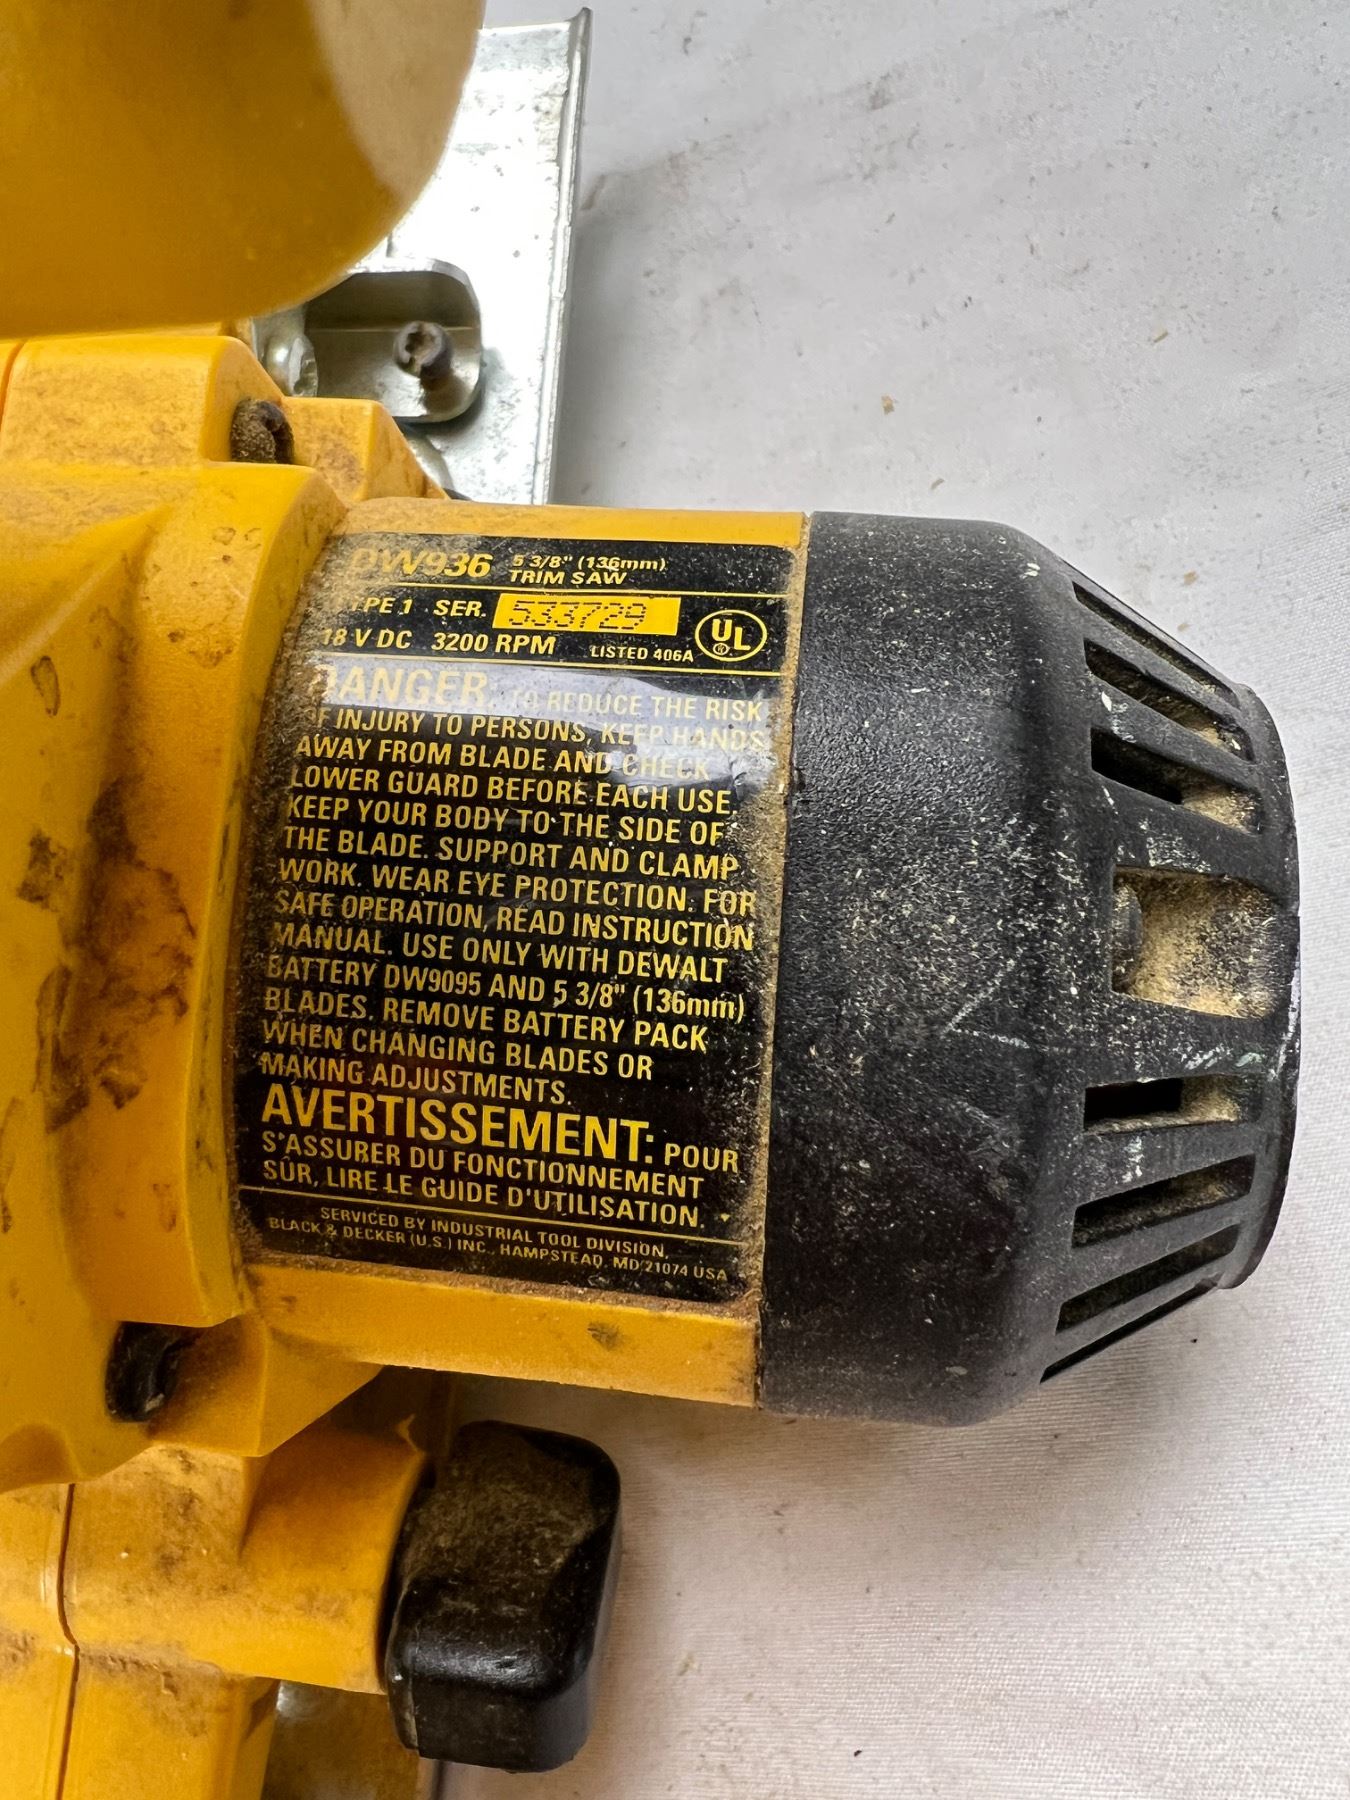 DW936 5 3/8" (136mm)
TRIM SAW
TYPE 1 SER. 533729
18 V DC 3200 RPM LISTED 406A UL
DANGER: TO REDUCE THE RISK
OF INJURY TO PERSONS, KEEP HANDS
AWAY FROM BLADE AND CHECK
LOWER GUARD BEFORE EACH USE.
KEEP YOUR BODY TO THE SIDE OF
THE BLADE. SUPPORT AND CLAMP
WORK. WEAR EYE PROTECTION. FOR
SAFE OPERATION, READ INSTRUCTION
MANUAL. USE ONLY WITH DEWALT
BATTERY DW9095 AND 5 3/8" (136mm)
BLADES. REMOVE BATTERY PACK
WHEN CHANGING BLADES OR
MAKING ADJUSTMENTS.
AVERTISSEMENT: POUR
S'ASSURER DU FONCTIONNEMENT
SÛR, LIRE LE GUIDE D'UTILISATION.
SERVICED BY INDUSTRIAL TOOL DIVISION,
BLACK & DECKER (U.S.) INC., HAMPSTEAD, MD 21074 USA